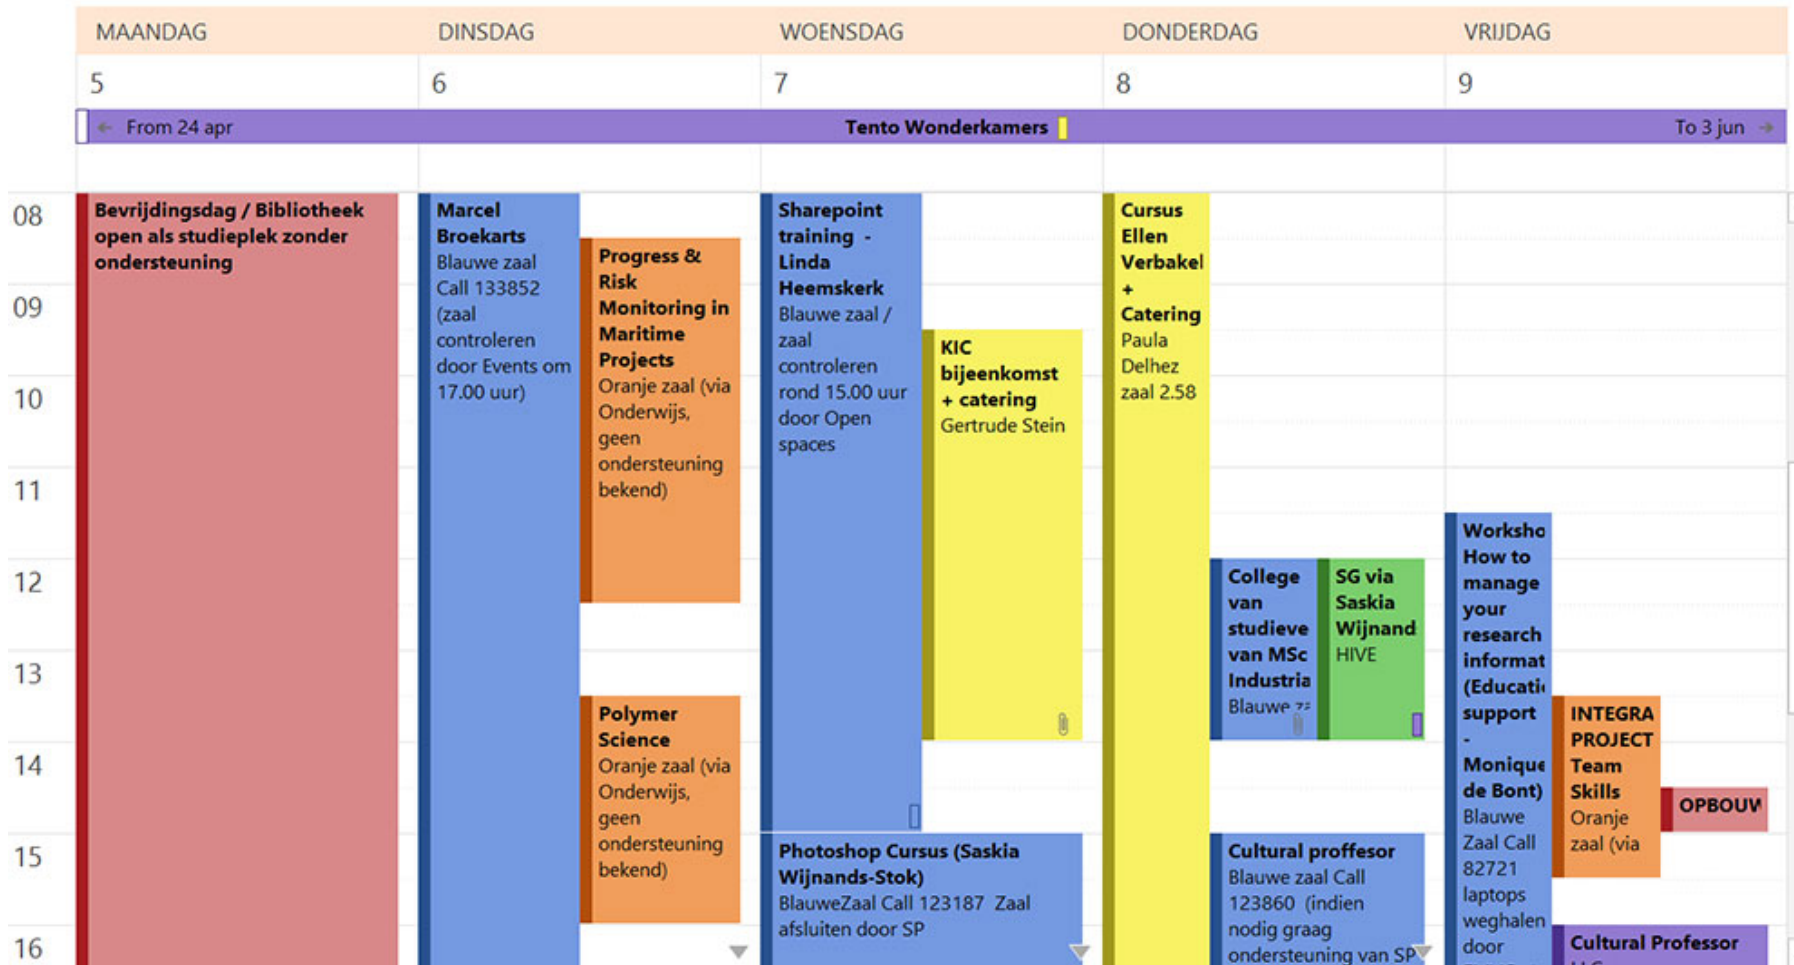 MAANDAG
DINSDAG
WOENSDAG
DONDERDAG
VRIJDAG
5
6
7
8
9
← From 24 apr
Tento Wonderkamers
To 3 jun →
08
09
10
11
12
13
14
15
16
Bevrijdingsdag / Bibliotheek
open als studieplek zonder
ondersteuning
Marcel
Broekarts
Blauwe zaal
Call 133852
(zaal
controleren
door Events om
17.00 uur)
Progress &
Risk
Monitoring in
Maritime
Projects
Oranje zaal (via
Onderwijs,
geen
ondersteuning
bekend)
Polymer
Science
Oranje zaal (via
Onderwijs,
geen
ondersteuning
bekend)
Sharepoint
training -
Linda
Heemskerk
Blauwe zaal /
zaal
controleren
rond 15.00 uur
door Open
spaces
KIC
bijeenkomst
+ catering
Gertrude Stein
Photoshop Cursus (Saskia
Wijnands-Stok)
BlauweZaal Call 123187 Zaal
afsluiten door SP
Cursus
Ellen
Verbakel
+
Catering
Paula
Delhez
zaal 2.58
College
van
studieve
van MSc
Industria
Blauwe
SG via
Saskia
Wijnand
HIVE
Cultural proffesor
Blauwe zaal Call
123860 (indien
nodig graag
ondersteuning van SP
Worksho
How to
manage
your
research
informat
(Educati
support
-
Monique
de Bont)
Blauwe
Zaal Call
82721
laptops
weghalen
door
INTEGRA
PROJECT
Team
Skills
Oranje
zaal (via
OPBOUW
Cultural Professor